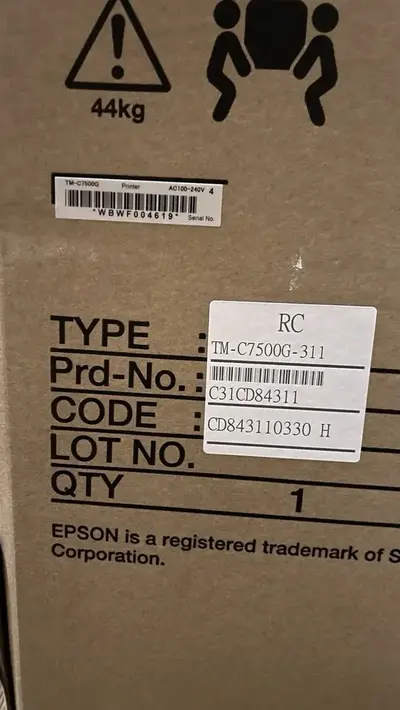 44kg
TM-C7500G Printer AC100-240V 4
*WBWF004619* Serial No.
RC
TYPE : TM-C7500G-311
Prd-No. : C31CD84311
CODE : CD843110330 H
LOT NO.
QTY 1
EPSON is a registered trademark of S
Corporation.